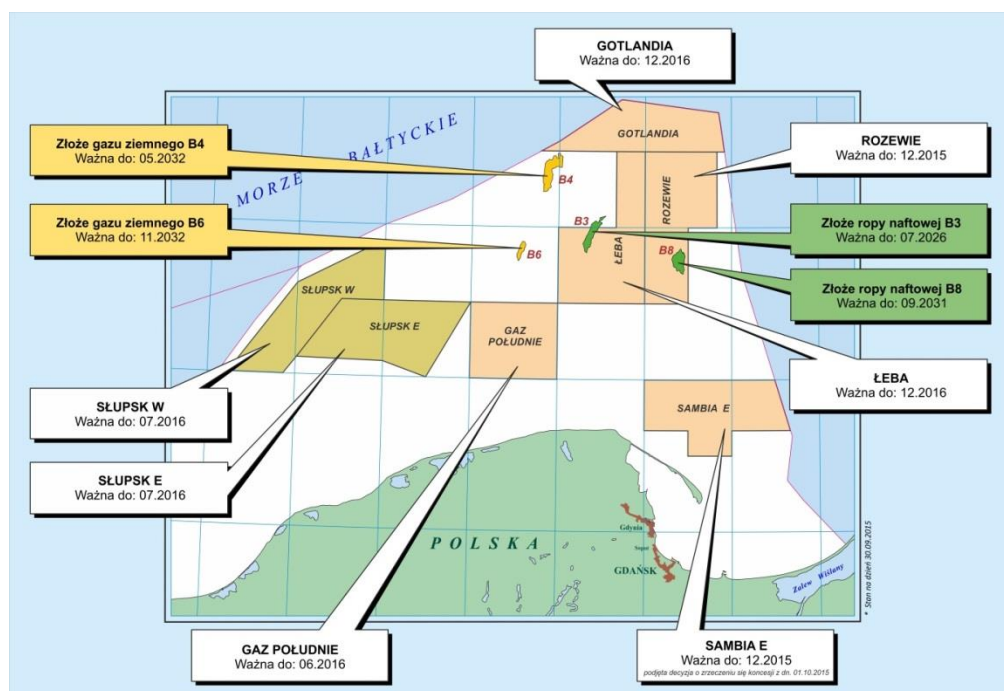 GOTLANDIA
Ważna do: 12.2016
MORZE BAŁTYCKIE
Złoże gazu ziemnego B4
Ważna do: 05.2032
Złoże gazu ziemnego B6
Ważna do: 11.2032
GOTLANDIA
ROZEWIE
Ważna do: 12.2015
B4
ROZEWIE
B3
Złoże ropy naftowej B3
Ważna do: 07.2026
B6
ŁEBA
B8
Złoże ropy naftowej B8
Ważna do: 09.2031
SŁUPSK W
SŁUPSK E
GAZ
POŁUDNIE
ŁEBA
Ważna do: 12.2016
SŁUPSK W
Ważna do: 07.2016
SAMBIA E
SŁUPSK E
Ważna do: 07.2016
POLSKA
Gdynia
Sopot
GDAŃSK
Zalew Wiślany
* Stan na dzień 30.09.2015
GAZ POŁUDNIE
Ważna do: 06.2016
SAMBIA E
Ważna do: 12.2015
podjęta decyzja o zrzeczeniu się koncesji z dn. 01.10.2015